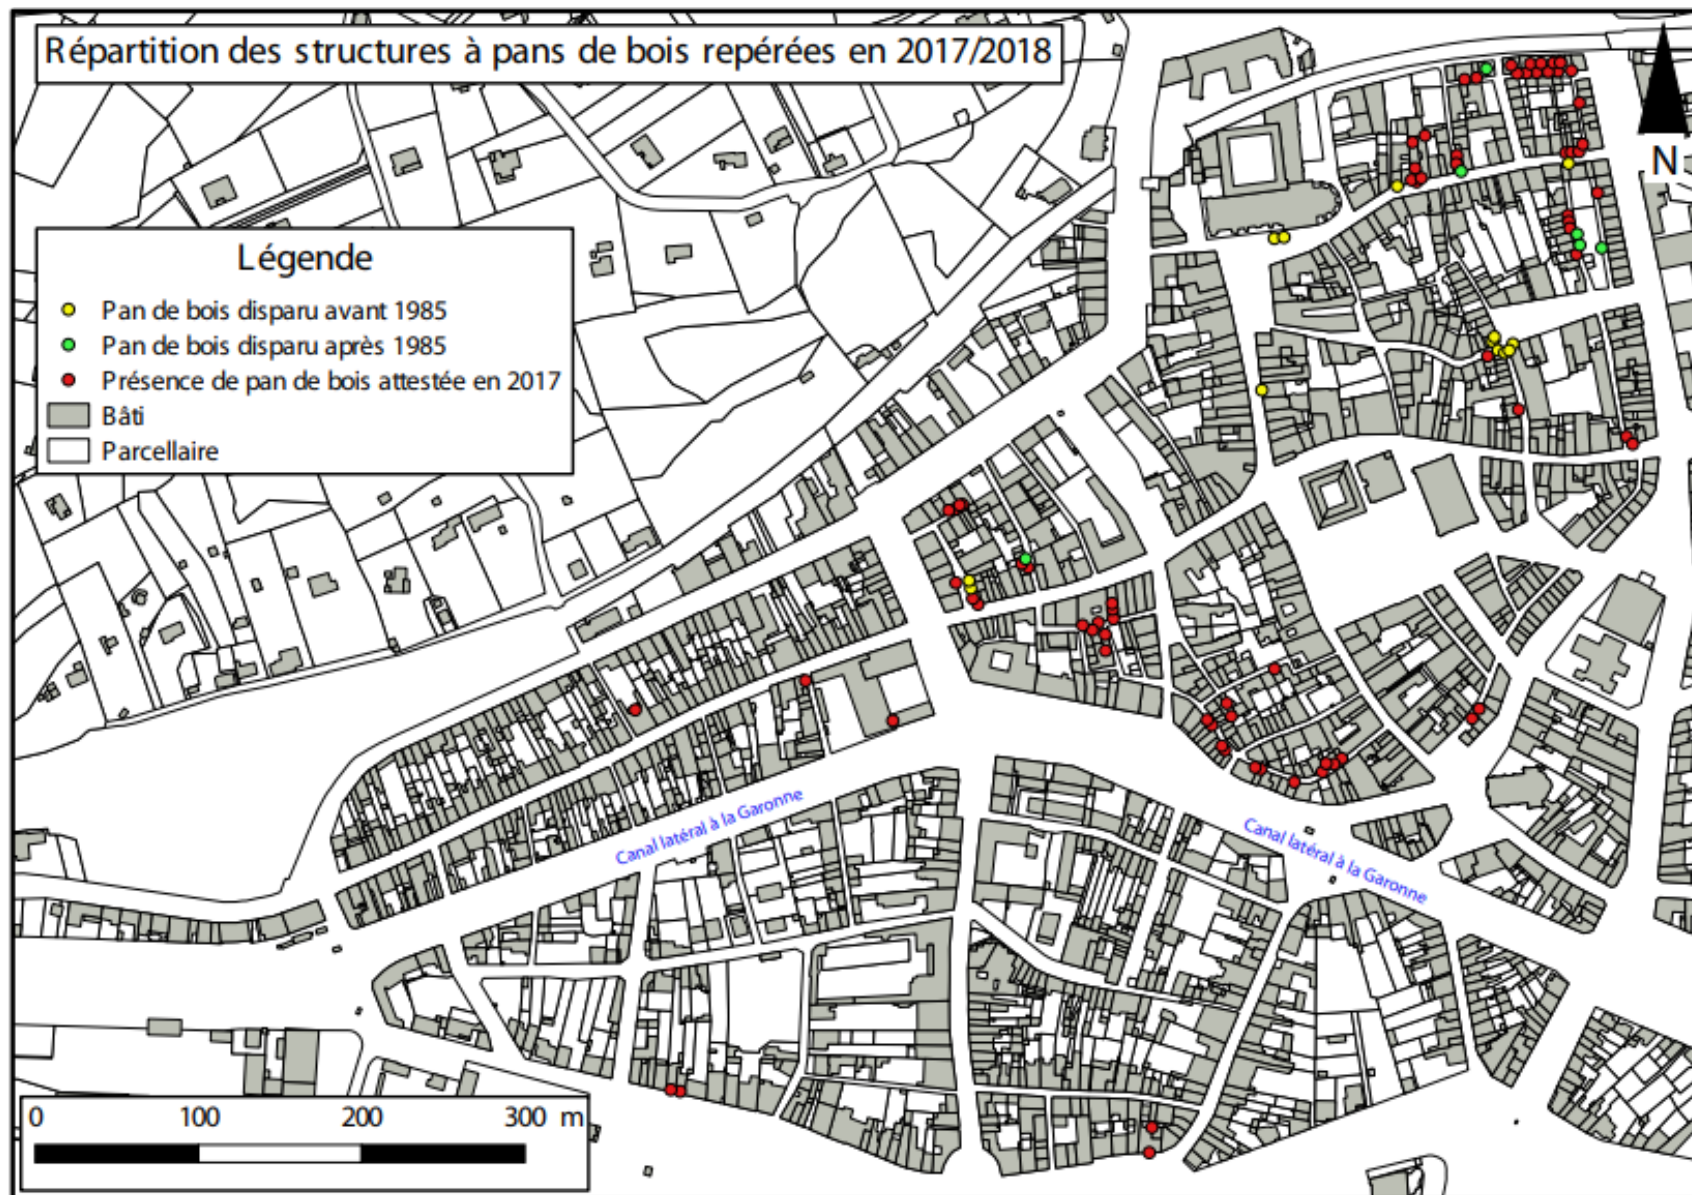 Répartition des structures à pans de bois repérées en 2017/2018
N
Légende
Pan de bois disparu avant 1985
Pan de bois disparu après 1985
Présence de pan de bois attestée en 2017
Bâti
Parcellaire
Canal latéral à la Garonne
Canal latéral à la Garonne
0 100 200 300 m